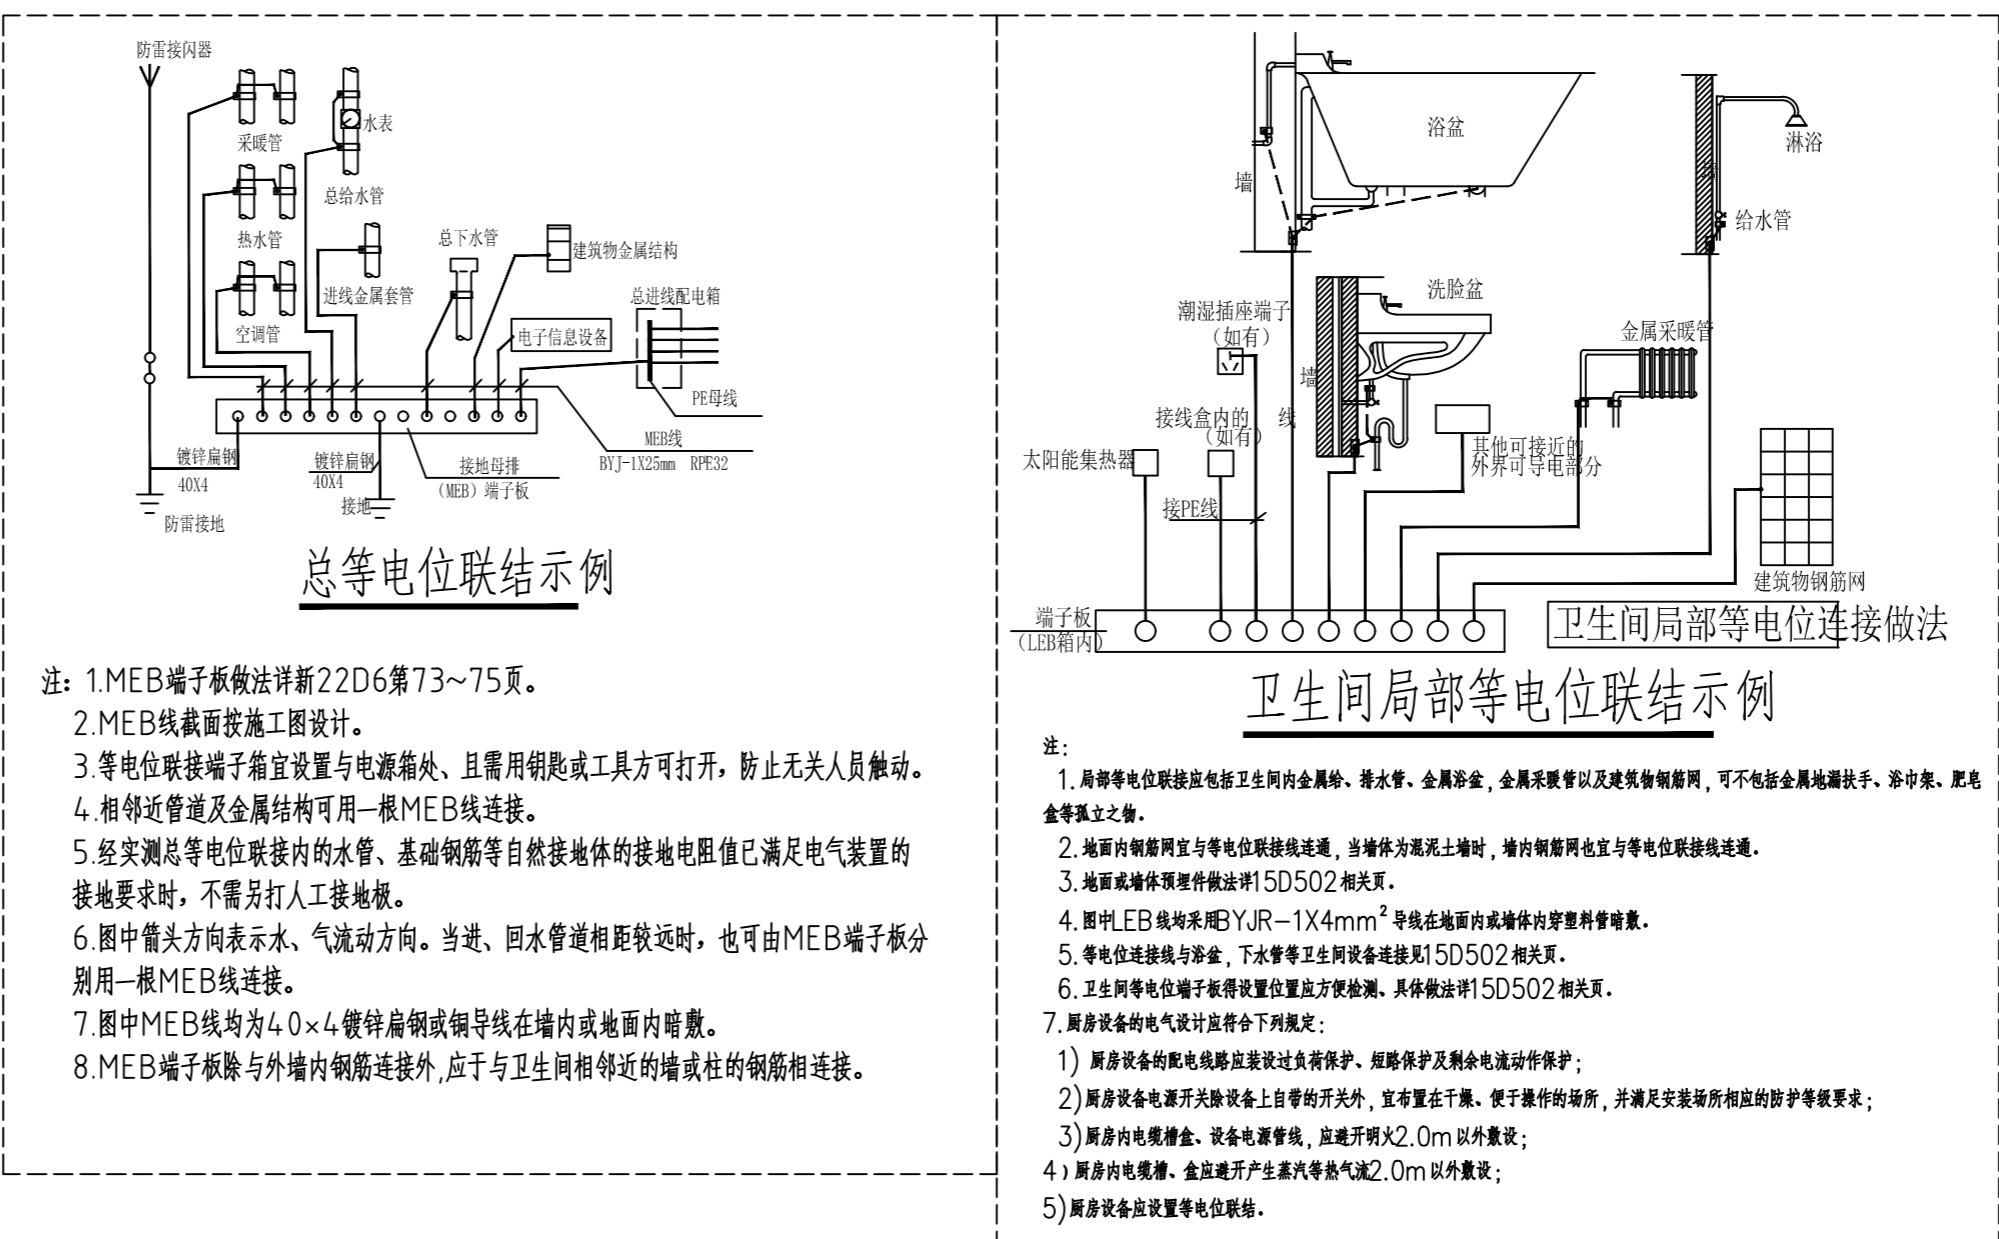 防雷接闪器
采暖管
水表
总给水管
热水管
总下水管
建筑物金属结构
进线金属套管
总进线配电箱
空调管
电子信息设备
PE母线
镀锌扁钢
40X4
镀锌扁钢
40X4
接地母排
(MEB) 端子板
MEB线
BYJ-1X25mm RPE32
接地
防雷接地
总等电位联结示例
注：1.MEB端子板做法详新22D6第73～75页。
2.MEB线截面按施工图设计。
3.等电位联接端子箱宜设置与电源箱处、且需用钥匙或工具方可打开，防止无关人员触动。
4.相邻近管道及金属结构可用一根MEB线连接。
5.经实测总等电位联接内的水管、基础钢筋等自然接地体的接地电阻值已满足电气装置的
接地要求时，不需另打人工接地极。
6.图中箭头方向表示水、气流动方向。当进、回水管道相距较远时，也可由MEB端子板分
别用一根MEB线连接。
7.图中MEB线均为40×4镀锌扁钢或铜导线在墙内或地面内暗敷。
8.MEB端子板除与外墙内钢筋连接外,应于与卫生间相邻近的墙或柱的钢筋相连接。
浴盆
墙
淋浴
墙
给水管
洗脸盆
潮湿插座端子
(如有)
金属采暖管
墙
接线盒内的 线
(如有)
其他可接近的
外界可导电部分
太阳能集热器
接PE线
建筑物钢筋网
端子板
(LEB箱内)
卫生间局部等电位连接做法
卫生间局部等电位联结示例
注:
1. 局部等电位联接应包括卫生间内金属给、排水管、金属浴盆, 金属采暖管以及建筑物钢筋网, 可不包括金属地漏扶手、浴巾架、肥皂
盒等孤立之物.
2. 地面内钢筋网宜与等电位联接线连通, 当墙体为混泥土墙时, 墙内钢筋网也宜与等电位联接线连通.
3. 地面或墙体预埋件做法详15D502相关页.
4. 图中LEB线均采用BYJR-1X4mm² 导线在地面内或墙体内穿塑料管暗敷.
5. 等电位连接线与浴盆, 下水管等卫生间设备连接见15D502相关页.
6. 卫生间等电位端子板得设置位置应方便检测、具体做法详15D502相关页.
7. 厨房设备的电气设计应符合下列规定:
1) 厨房设备的配电线路应装设过负荷保护、短路保护及剩余电流动作保护;
2) 厨房设备电源开关除设备上自带的开关外, 宜布置在干燥、便于操作的场所, 并满足安装场所相应的防护等级要求;
3) 厨房内电缆槽盒、设备电源管线, 应避开明火2.0m以外敷设;
4) 厨房内电缆槽、盒应避开产生蒸汽等热气流2.0m以外敷设;
5) 厨房设备应设置等电位联结.